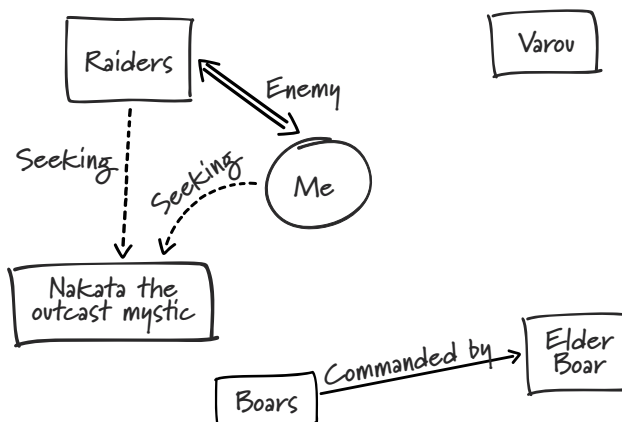 Raiders
Varou
Enemy
Seeking
Seeking
Me
Nakata the
outcast mystic
Elder
Boar
Commanded by
Boars